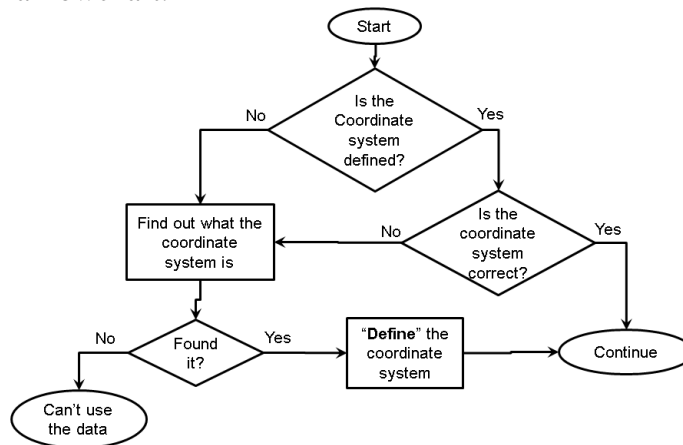 Start
Is the
Coordinate
system
defined?
No
Yes
Find out what the
coordinate
system is
No
Is the
coordinate
system
correct?
Yes
No
Found
it?
Yes
“Define” the
coordinate
system
Continue
Can’t use
the data